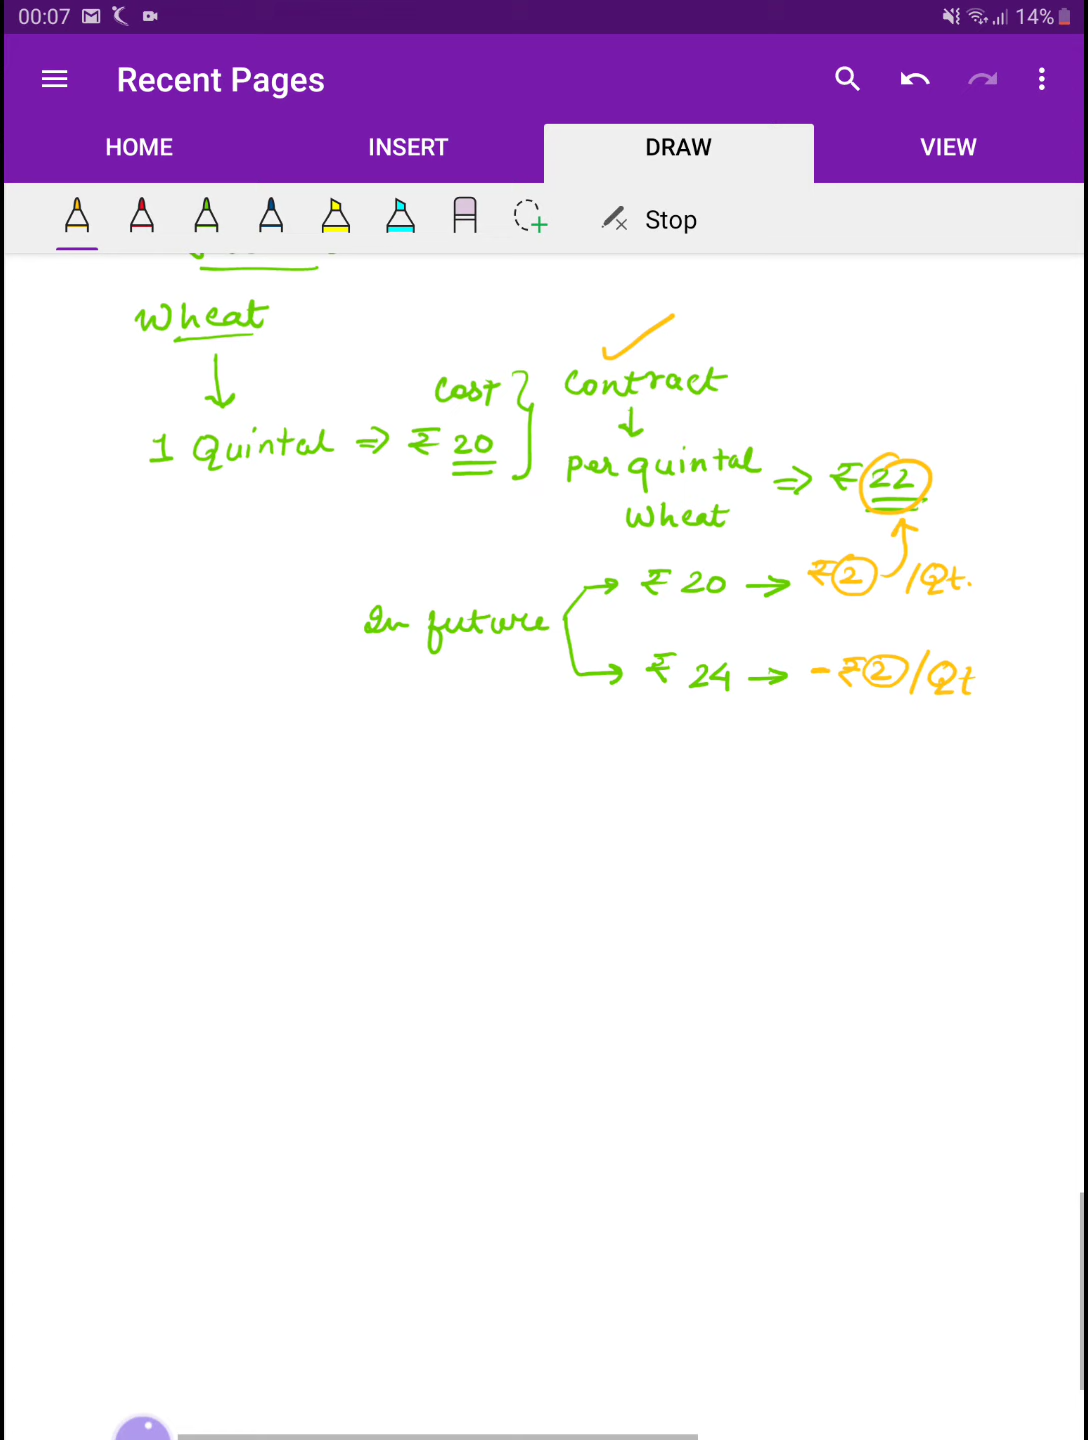 00:07 14%
Recent Pages
HOME INSERT DRAW VIEW
Stop
Wheat
1 Quintal ⇒ ₹ 20
Cost
Contract
per quintal
Wheat
⇒ ₹ 22
In future
→ ₹ 20 → ₹ 2 /Qt.
→ ₹ 24 → - ₹ 2 /Qt